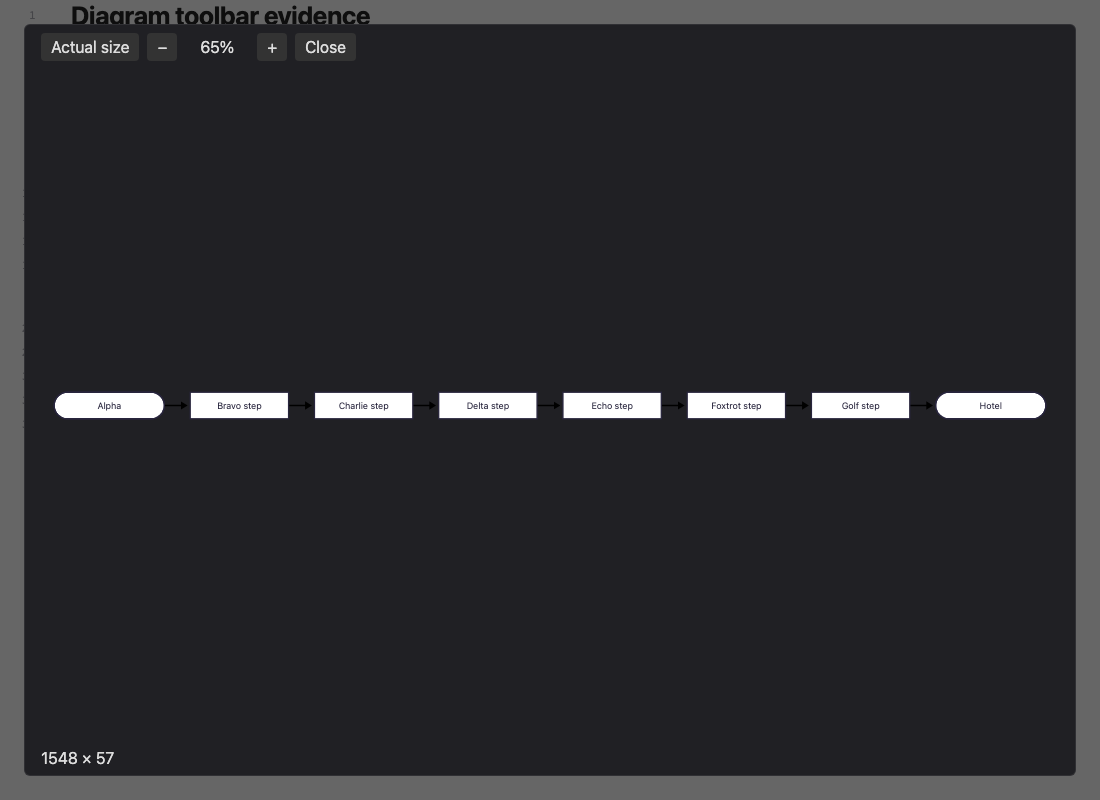 1 Diagram toolbar evidence
Actual size − 65% + Close
Alpha Bravo step Charlie step Delta step Echo step Foxtrot step Golf step Hotel
1548 × 57